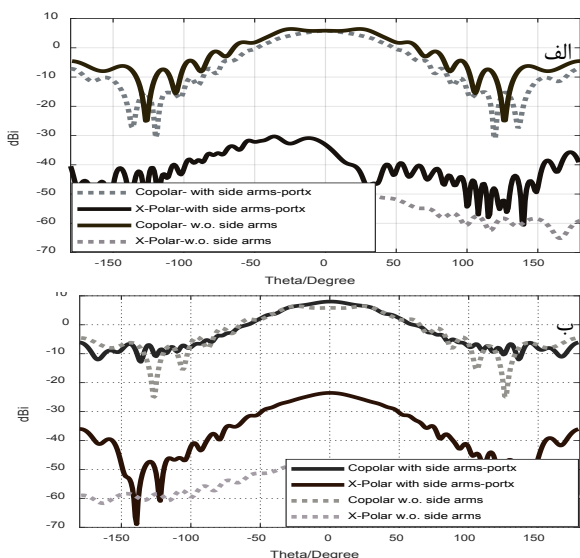 10
0
-10
-20
-30
-40
-50
-60
-70
dBi
الف
Copolar- with side arms-portx
X-Polar-with side arms-portx
Copolar- w.o. side arms
X-Polar-w.o. side arms
-150 -100 -50 0 50 100 150
Theta/Degree
10
0
-10
-20
-30
-40
-50
-60
-70
dBi
ب
Copolar with side arms-portx
X-Polar with side arms-portx
Copolar w.o. side arms
X-Polar w.o. side arms
-150 -100 -50 0 50 100 150
Theta/Degree